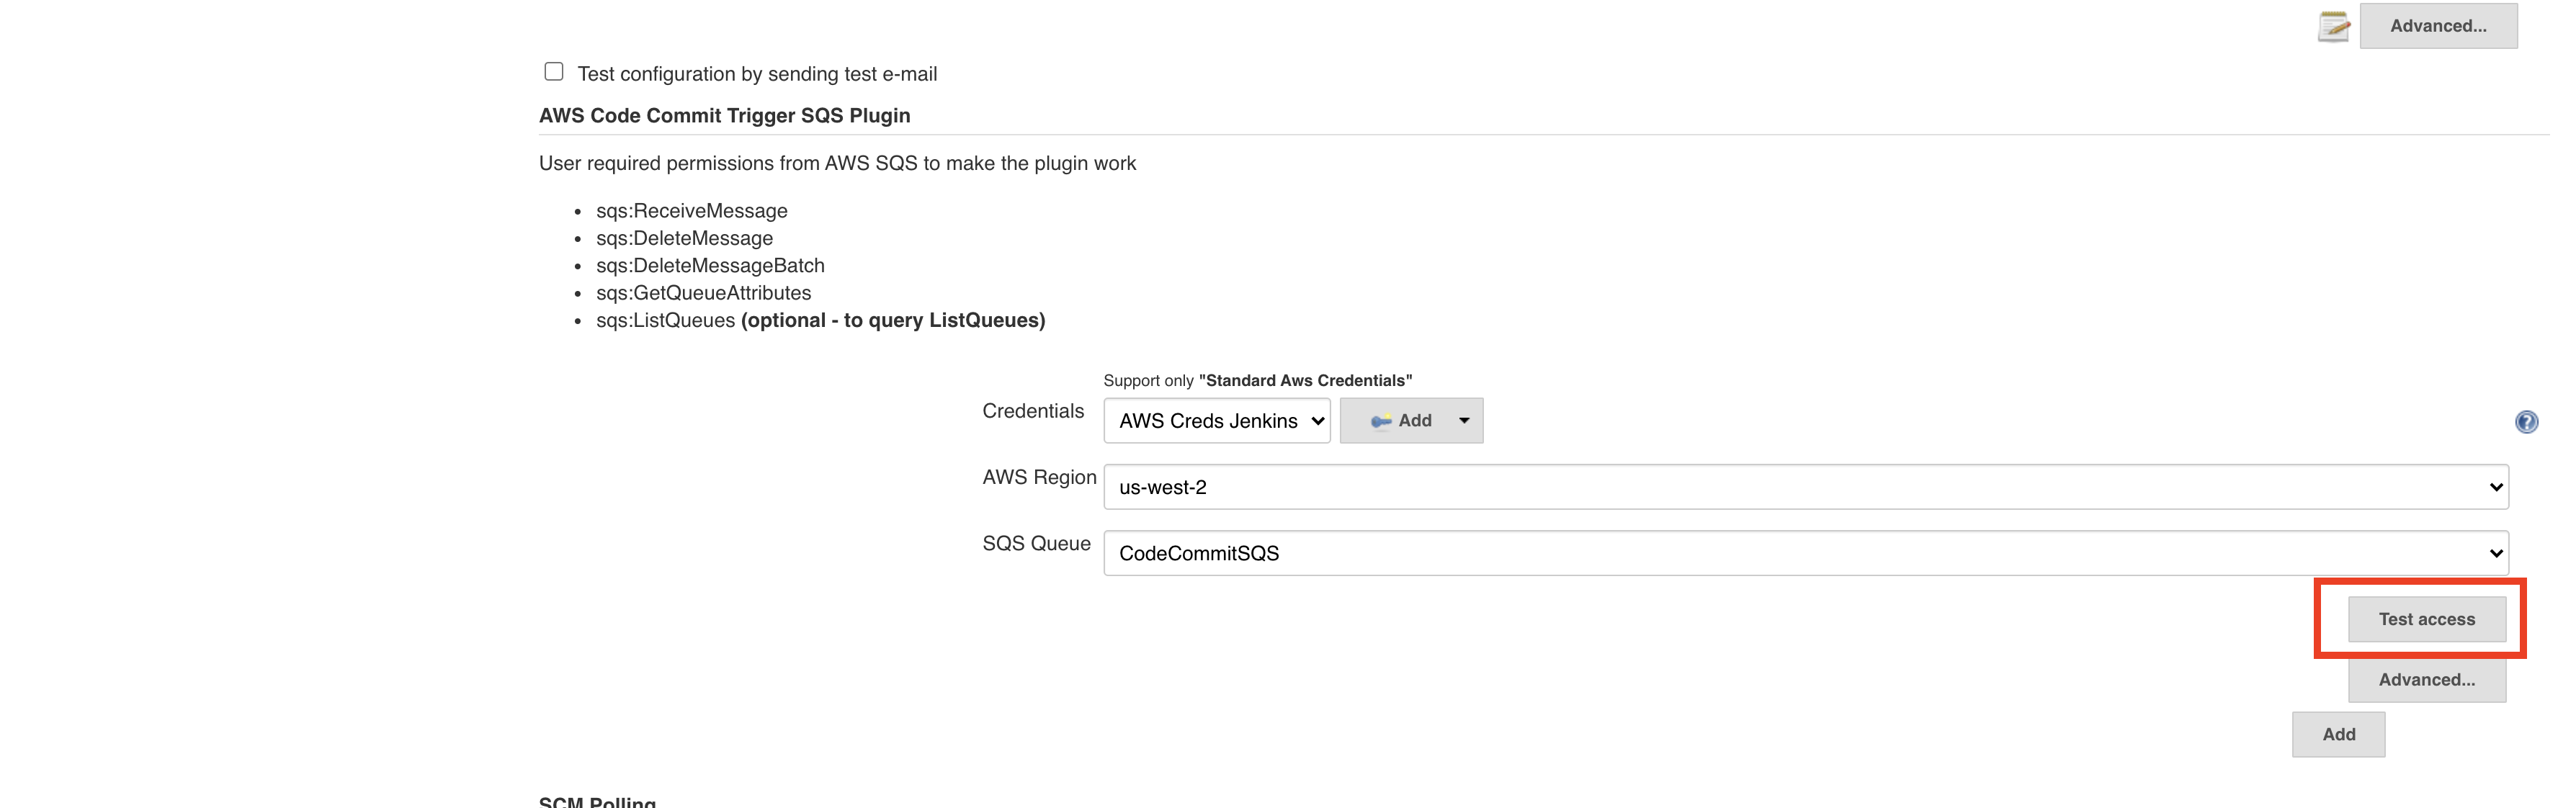 Advanced...
Test configuration by sending test e-mail
AWS Code Commit Trigger SQS Plugin
User required permissions from AWS SQS to make the plugin work
sqs:ReceiveMessage
sqs:DeleteMessage
sqs:DeleteMessageBatch
sqs:GetQueueAttributes
sqs:ListQueues (optional - to query ListQueues)
Support only "Standard Aws Credentials"
Credentials AWS Creds Jenkins Add
AWS Region us-west-2
SQS Queue CodeCommitSQS
Test access
Advanced...
Add
SCM Polling